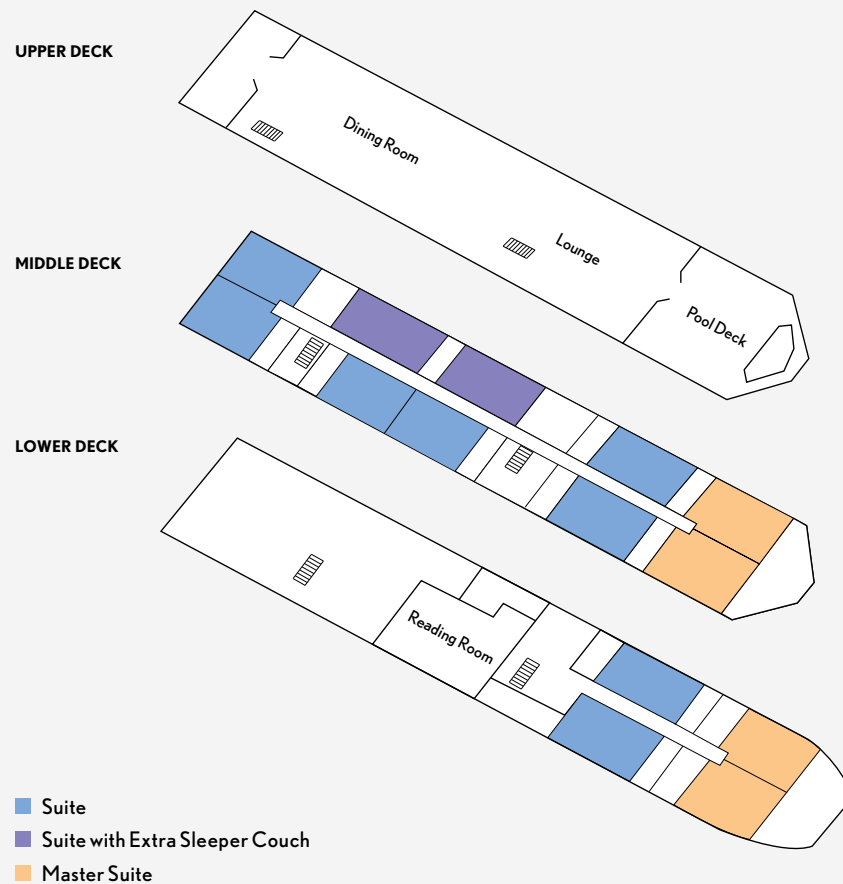 UPPER DECK
Dining Room
Lounge
Pool Deck
MIDDLE DECK
LOWER DECK
Reading Room
Suite
Suite with Extra Sleeper Couch
Master Suite